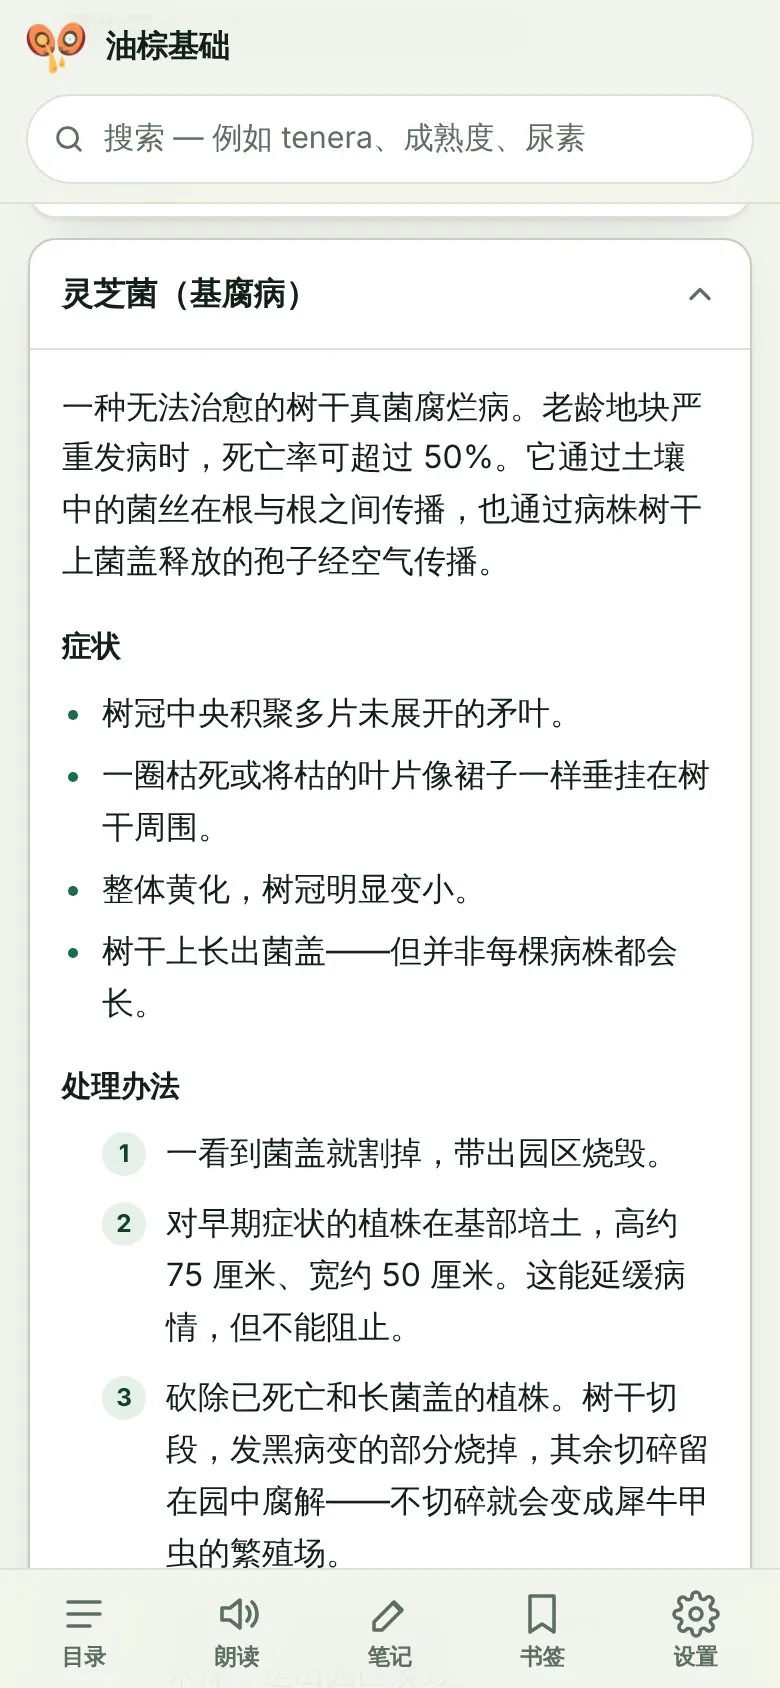 油棕基础
搜索 — 例如 tenera、成熟度、尿素
灵芝菌（基腐病）
一种无法治愈的树干真菌腐烂病。老龄地块严
重发病时，死亡率可超过 50%。它通过土壤
中的菌丝在根与根之间传播，也通过病株树干
上菌盖释放的孢子经空气传播。
症状
树冠中央积聚多片未展开的矛叶。
一圈枯死或将枯的叶片像裙子一样垂挂在树
干周围。
整体黄化，树冠明显变小。
树干上长出菌盖——但并非每棵病株都会
长。
处理办法
1 一看到菌盖就割掉，带出园区烧毁。
2 对早期症状的植株在基部培土，高约
75 厘米、宽约 50 厘米。这能延缓病
情，但不能阻止。
3 砍除已死亡和长菌盖的植株。树干切
段，发黑病变的部分烧掉，其余切碎留
在园中腐解——不切碎就会变成犀牛甲
虫的繁殖场。
目录 朗读 笔记 书签 设置